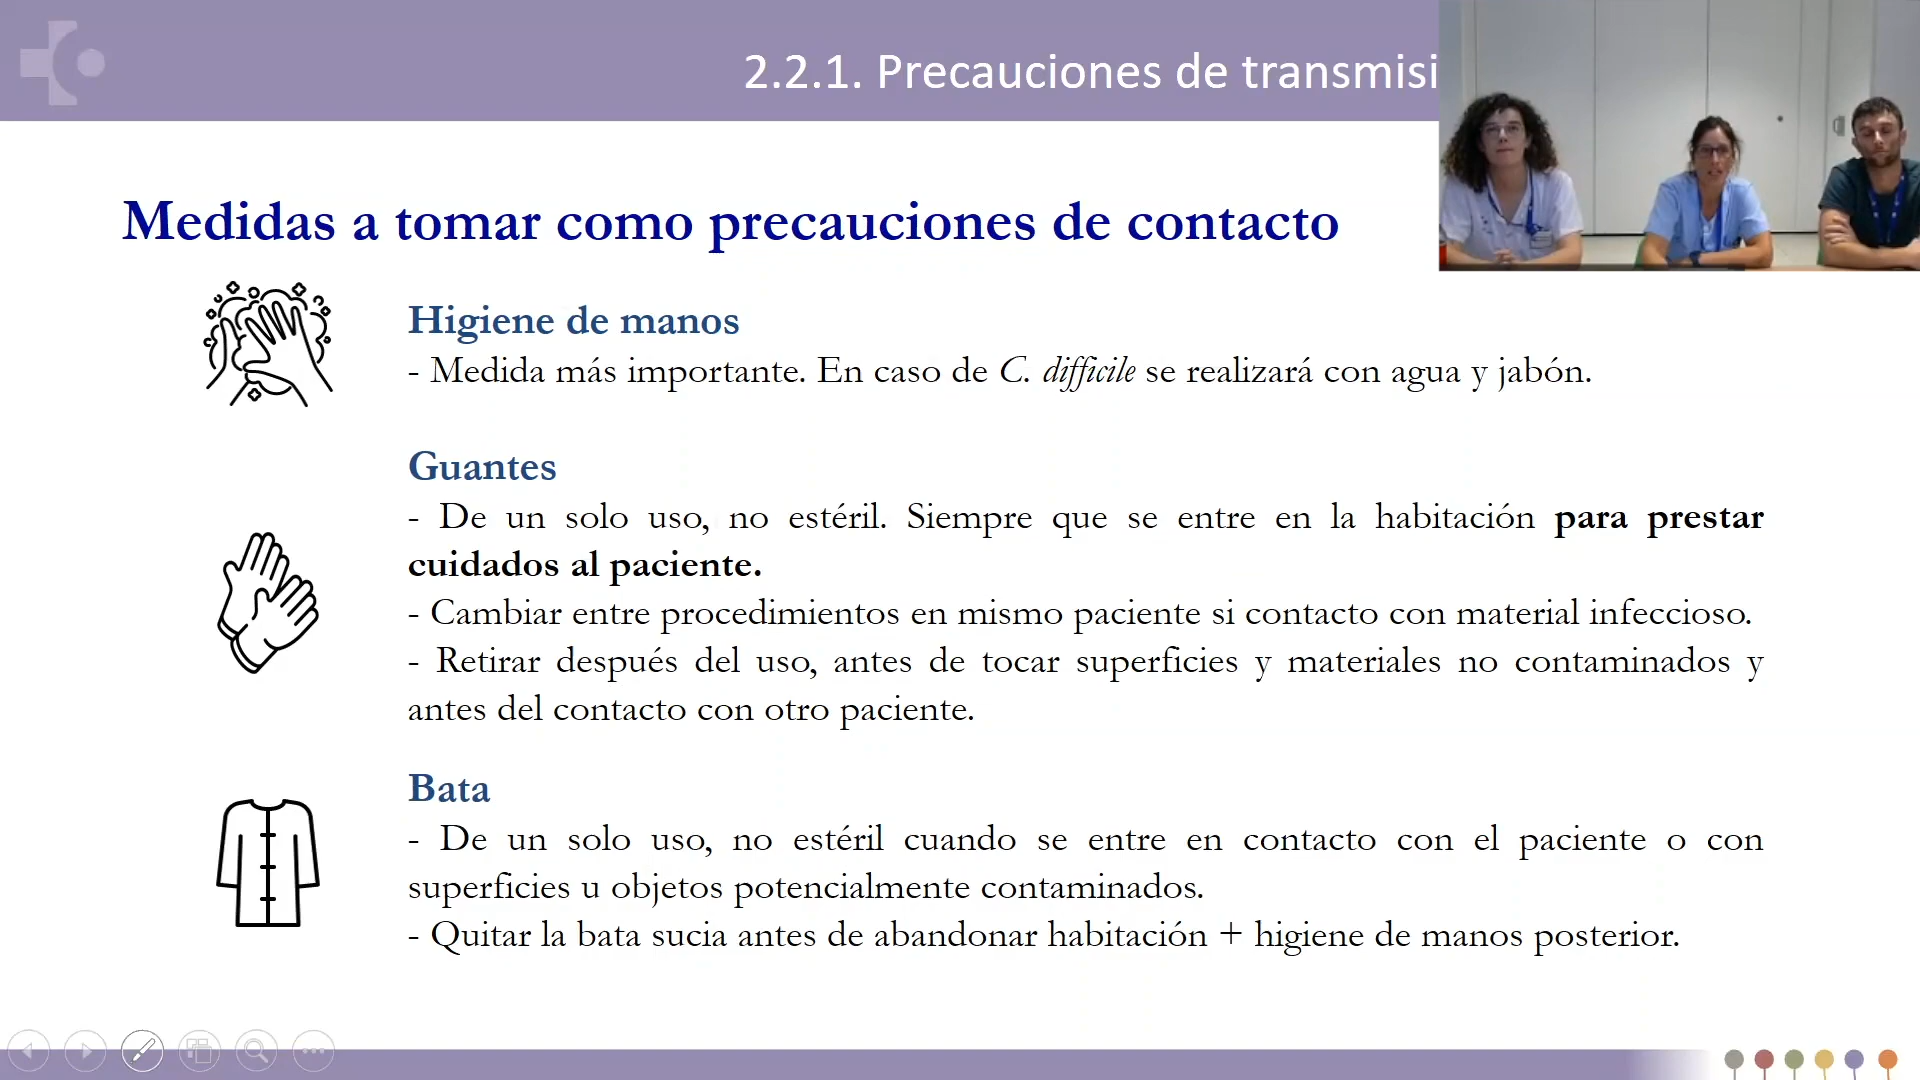 2.2.1. Precauciones de transmisi
Medidas a tomar como precauciones de contacto
Higiene de manos
- Medida más importante. En caso de C. difficile se realizará con agua y jabón.
Guantes
- De un solo uso, no estéril. Siempre que se entre en la habitación para prestar
cuidados al paciente.
- Cambiar entre procedimientos en mismo paciente si contacto con material infeccioso.
- Retirar después del uso, antes de tocar superficies y materiales no contaminados y
antes del contacto con otro paciente.
Bata
- De un solo uso, no estéril cuando se entre en contacto con el paciente o con
superficies u objetos potencialmente contaminados.
- Quitar la bata sucia antes de abandonar habitación + higiene de manos posterior.